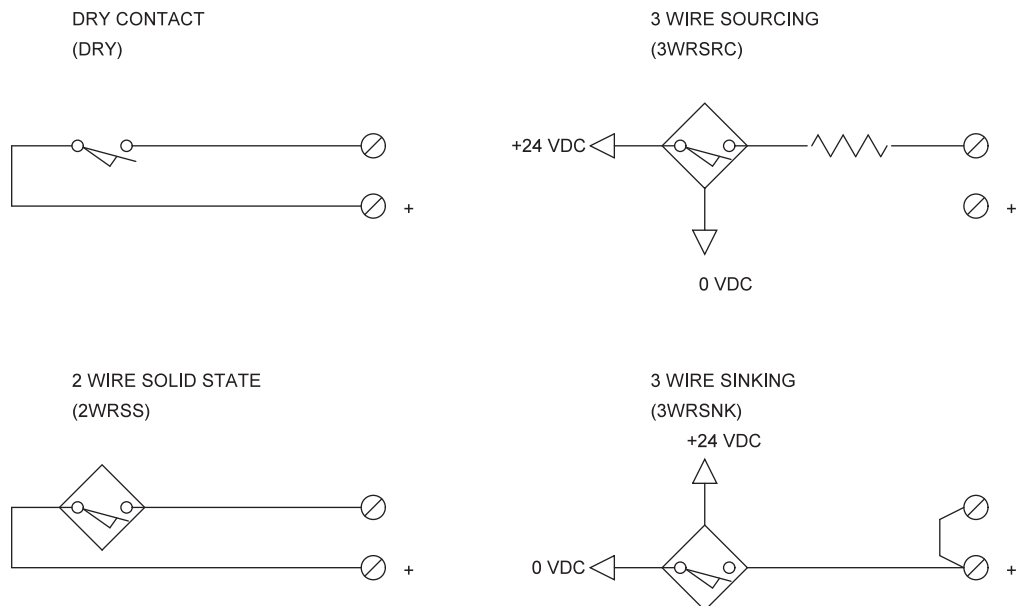 DRY CONTACT
(DRY)
+
3 WIRE SOURCING
(3WRSRC)
+24 VDC
+
0 VDC
2 WIRE SOLID STATE
(2WRSS)
+
3 WIRE SINKING
(3WRSNK)
+24 VDC
0 VDC
+